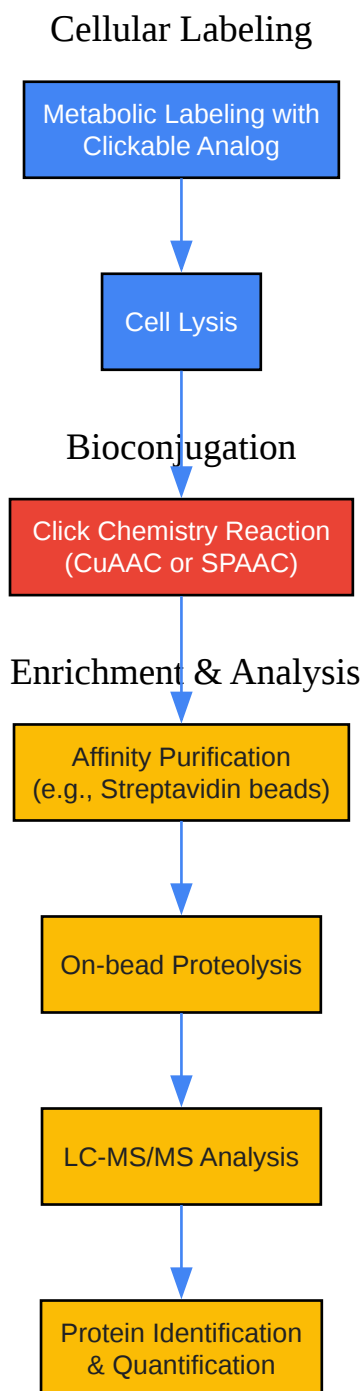 Cellular Labeling
Metabolic Labeling with
Clickable Analog
Cell Lysis
Bioconjugation
Click Chemistry Reaction
(CuAAC or SPAAC)
Enrichment & Analysis
Affinity Purification
(e.g., Streptavidin beads)
On-bead Proteolysis
LC-MS/MS Analysis
Protein Identification
& Quantification